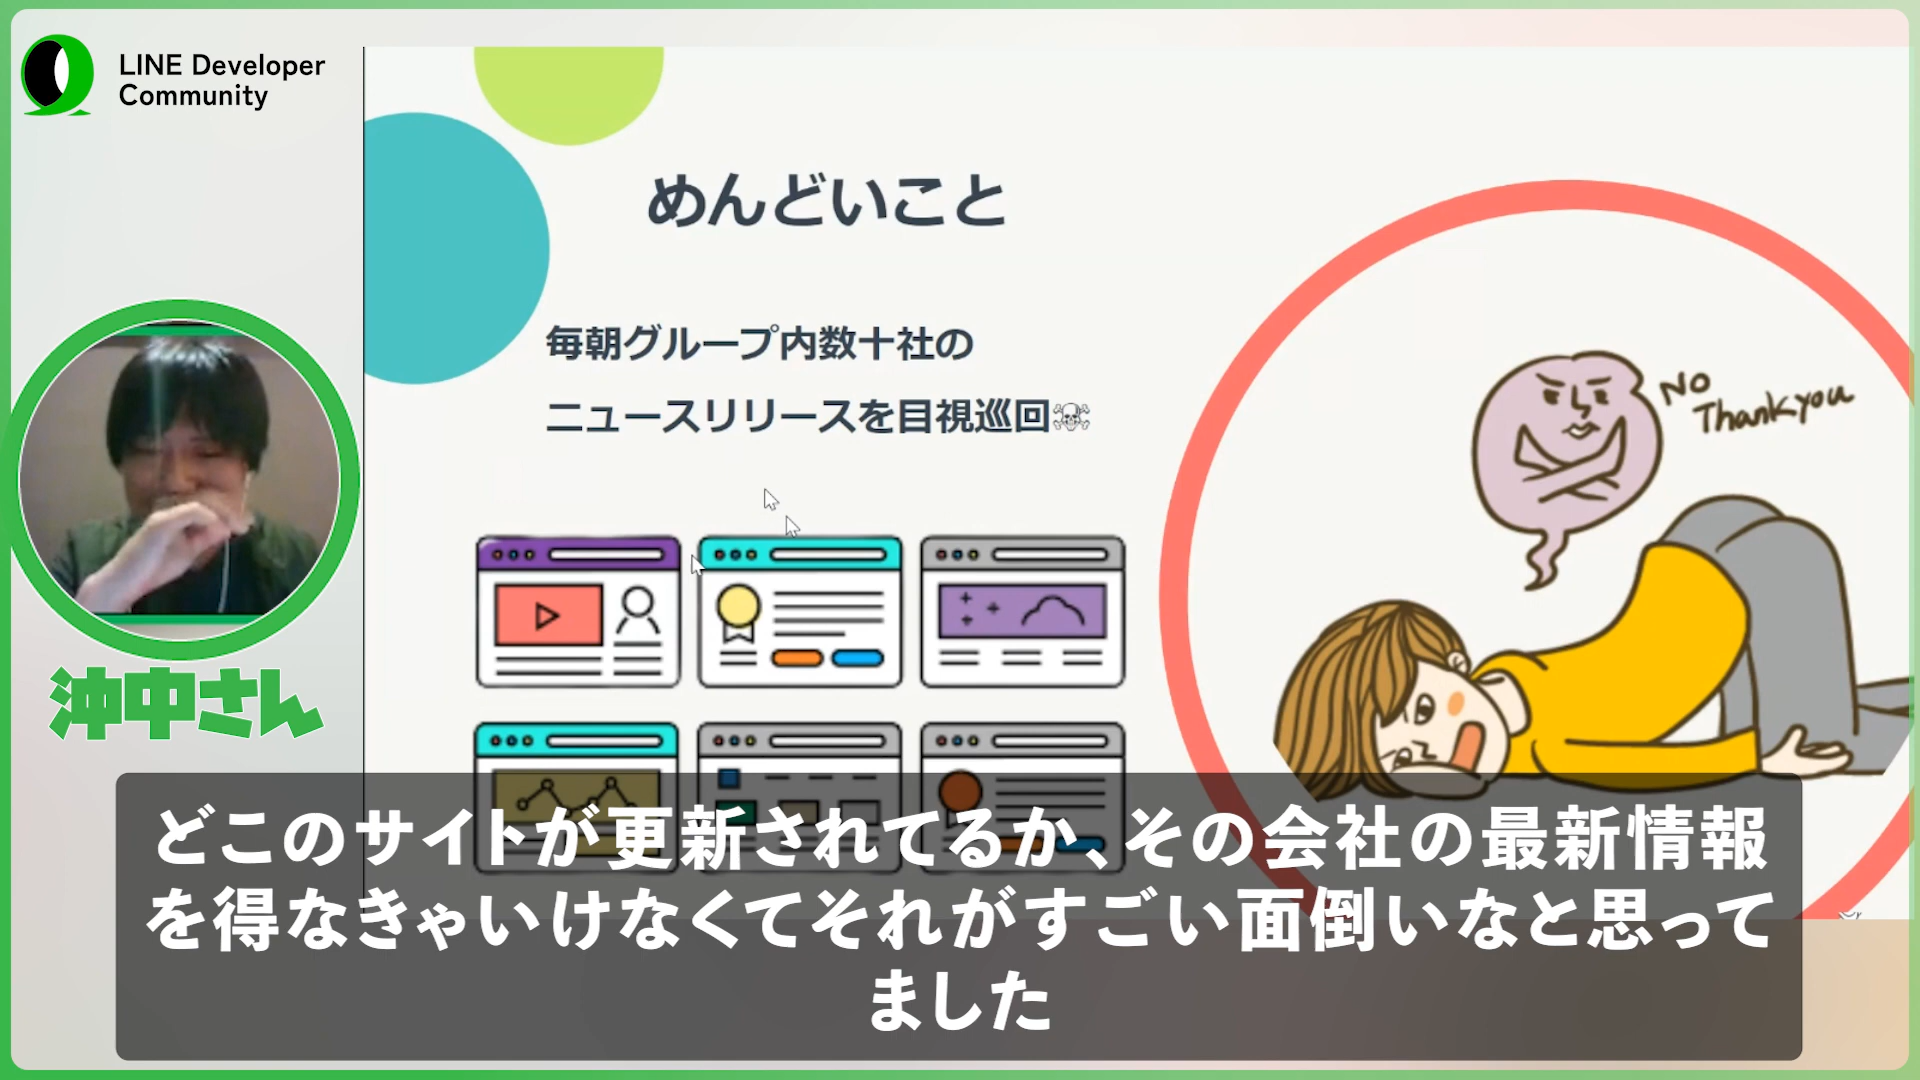 LINE Developer
Community
めんどいこと
毎朝グループ内数十社の
ニュースリリースを目視巡回☠
No
Thankyou
沖中さん
どこのサイトが更新されてるか、その会社の最新情報
を得なきゃいけなくてそれがすごい面倒いなと思って
ました